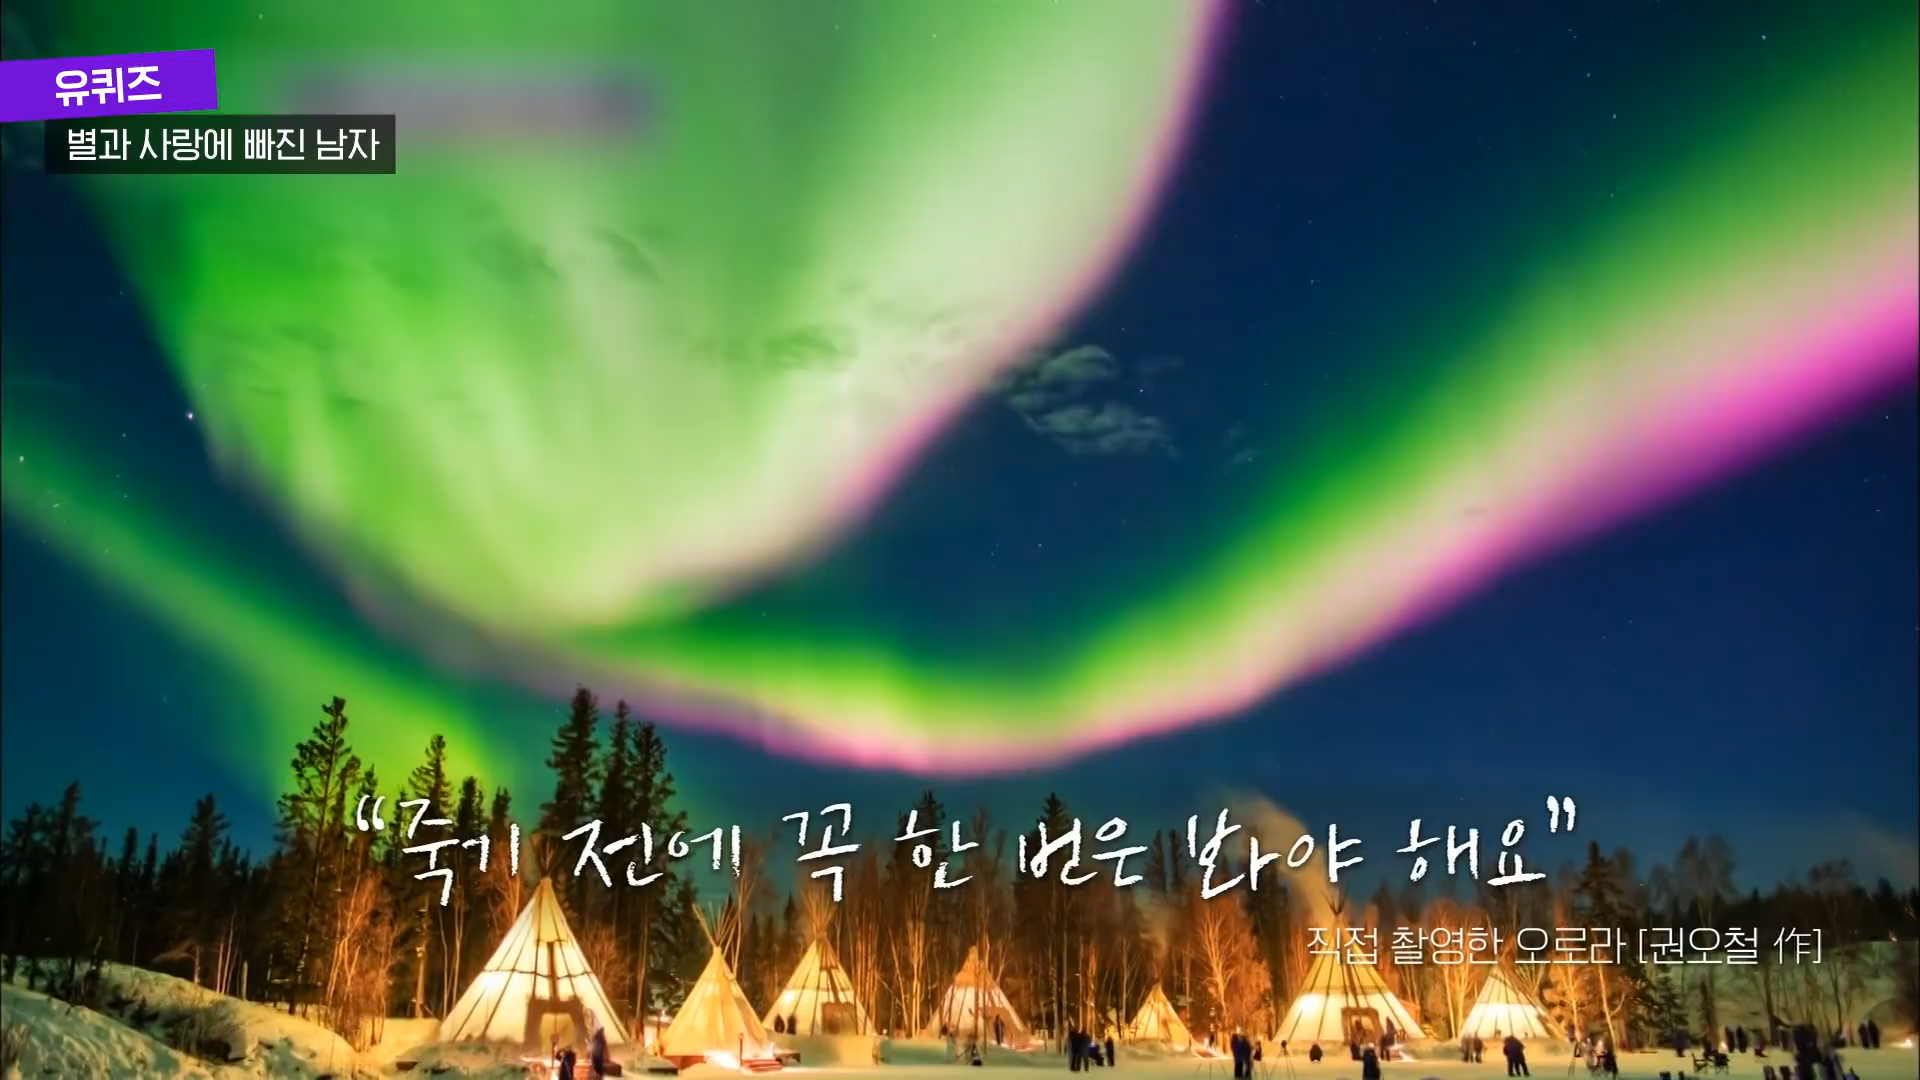 유퀴즈
별과 사랑에 빠진 남자
“죽기 전에 꼭 한 번은 봐야 해요”
직접 촬영한 오로라 [권오철 作]